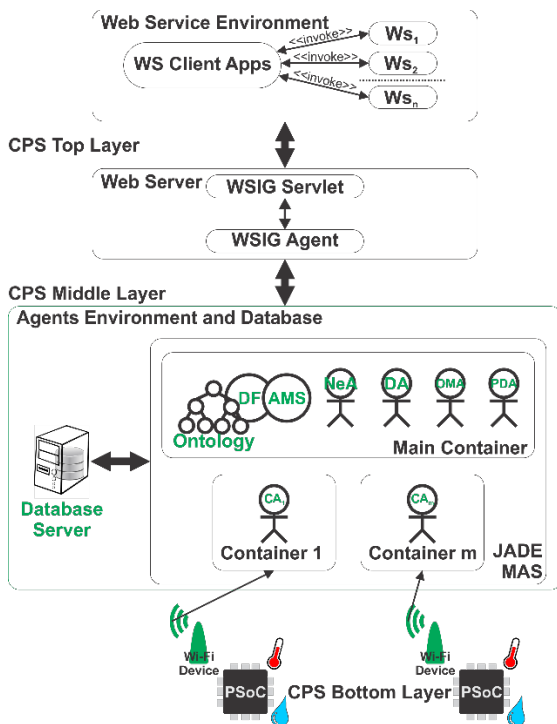 Web Service Environment
<<invoke>>
Ws1
WS Client Apps
<<invoke>>
Ws2
<<invoke>>
Wsn
CPS Top Layer
Web Server
WSIG Servlet
WSIG Agent
CPS Middle Layer
Agents Environment and Database
DF
AMS
NeA
DA
DMA
PDA
Ontology
Main Container
Database
Server
CA1
Container 1
CAm
Container m
JADE
MAS
Wi-Fi
Device
PSoC
CPS Bottom Layer
Wi-Fi
Device
PSoC